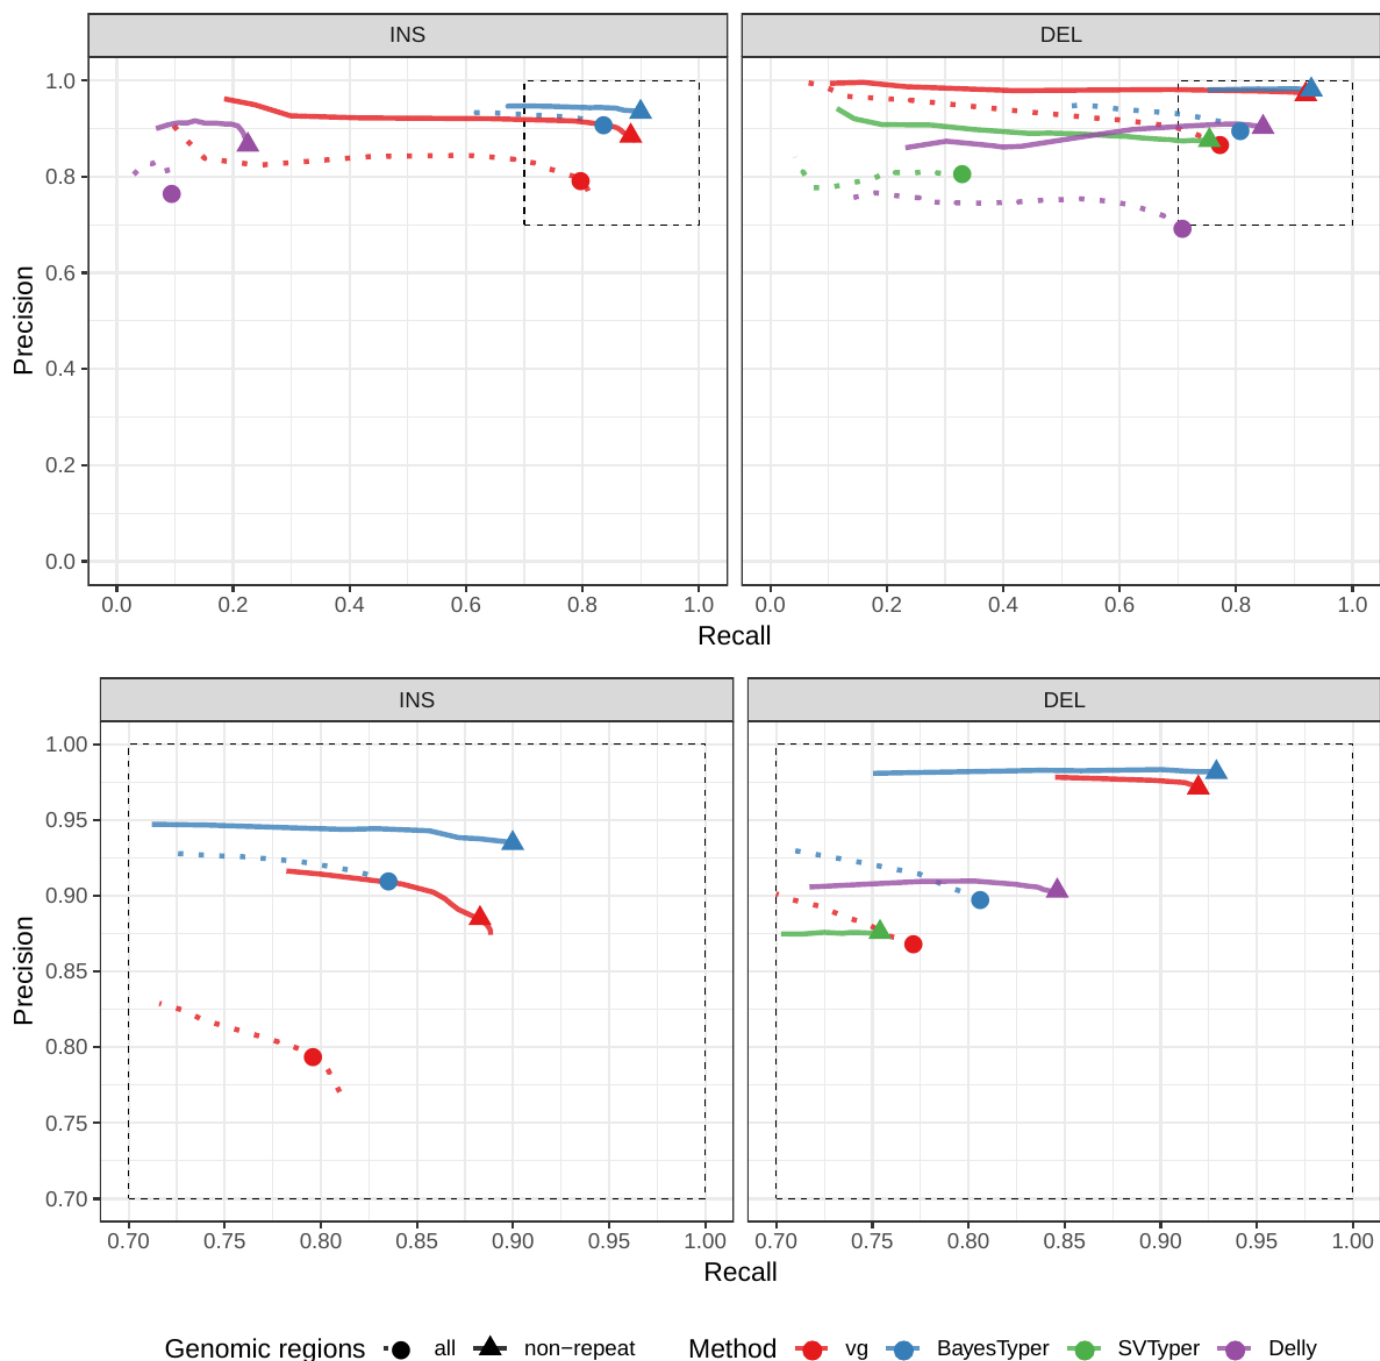 INS
DEL
1.0
0.8
0.6
0.4
0.2
0.0
Precision
0.0 0.2 0.4 0.6 0.8 1.0
0.0 0.2 0.4 0.6 0.8 1.0
Recall
INS
DEL
1.00
0.95
0.90
0.85
0.80
0.75
0.70
Precision
0.70 0.75 0.80 0.85 0.90 0.95 1.00
0.70 0.75 0.80 0.85 0.90 0.95 1.00
Recall
Genomic regions all non−repeat Method vg BayesTyper SVTyper Delly